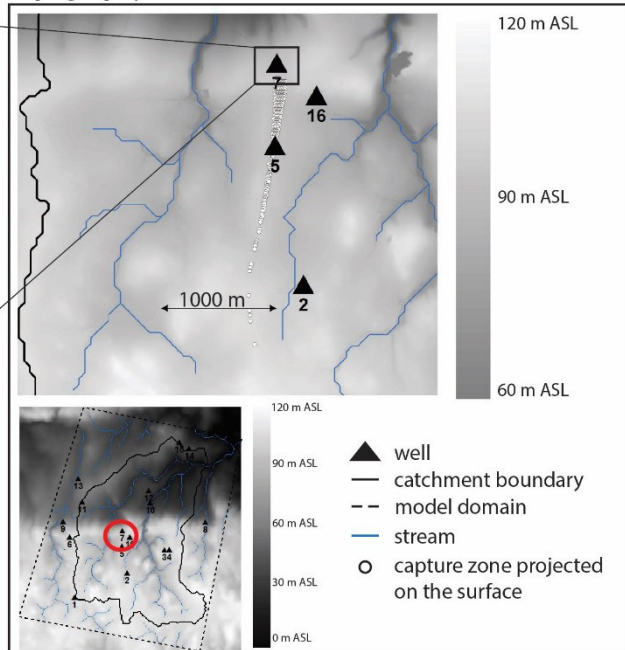 120 m ASL
7
16
5
90 m ASL
1000 m
2
60 m ASL
120 m ASL
14
13
90 m ASL
11
10
9
8
60 m ASL
7
6
5
34
2
30 m ASL
1
0 m ASL
well
catchment boundary
model domain
stream
capture zone projected
on the surface